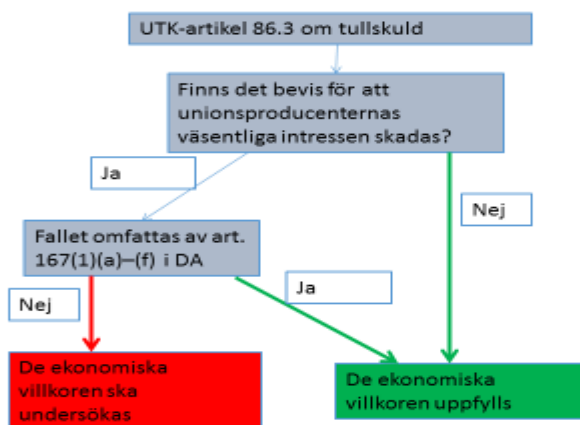 UTK-artikel 86.3 om tullskuld
Finns det bevis för att
unionsproducenternas
väsentliga intressen skadas?
Ja
Nej
Fallet omfattas av art.
167(1)(a)–(f) i DA
Nej
Ja
De ekonomiska
villkoren ska
undersökas
De ekonomiska
villkoren uppfylls